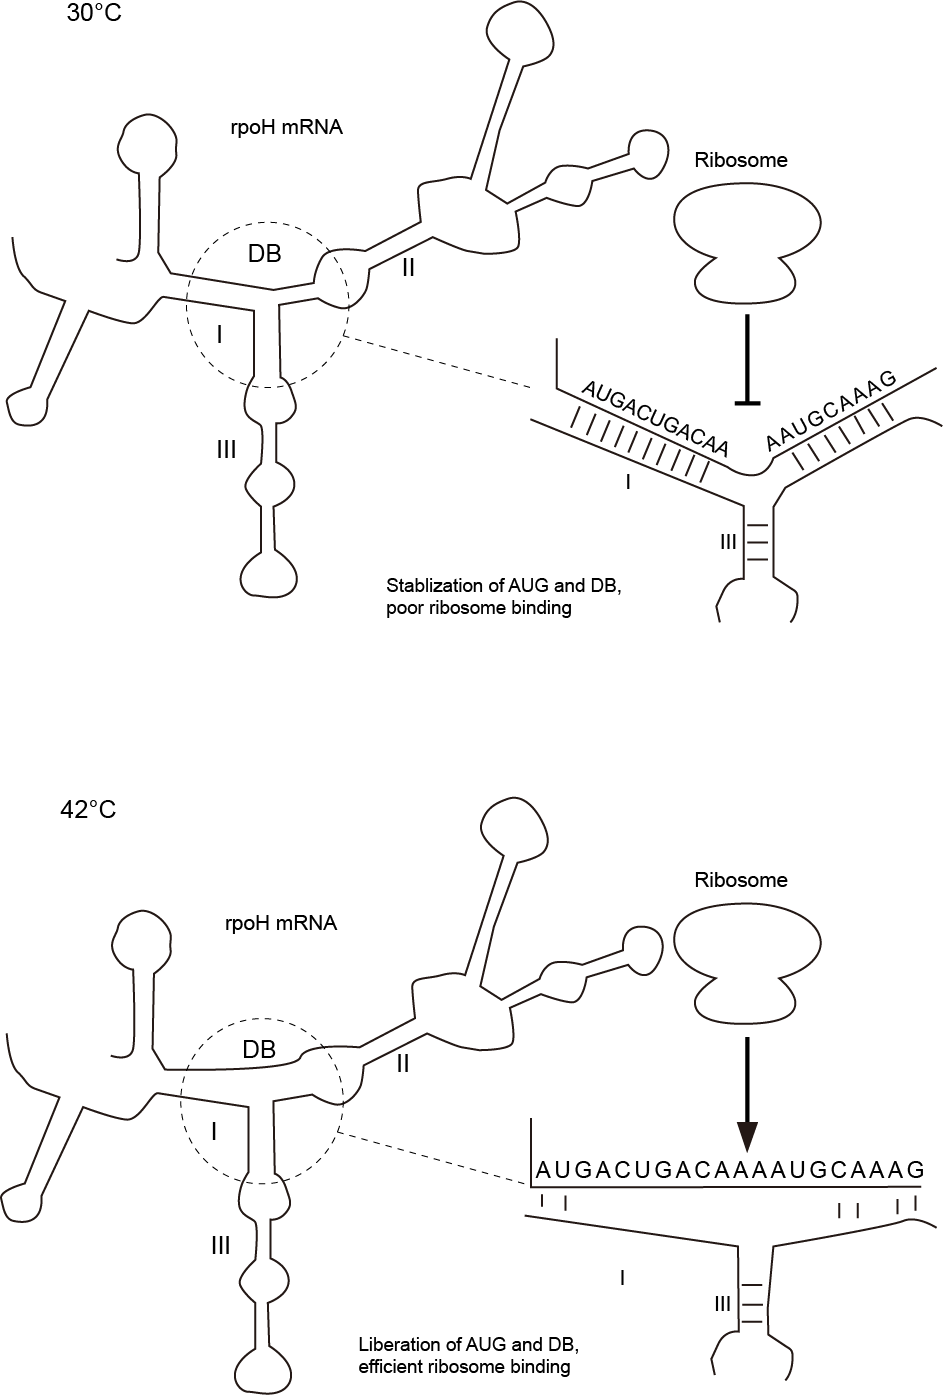 30°C
rpoH mRNA
Ribosome
DB
II
I
AUGACUGACAA
AAUGCAAAG
III
I
III
Stablization of AUG and DB,
poor ribosome binding
42°C
Ribosome
rpoH mRNA
DB
II
I
AUGACUGACAAAAUGCAAAG
III
I
III
Liberation of AUG and DB,
efficient ribosome binding